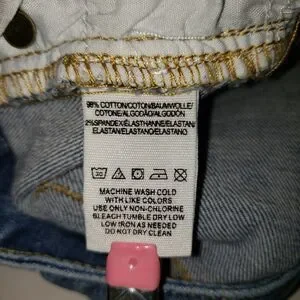 98% COTTON/COTON/BAUMWOLLE/
COTONE/ALGODÃO/ALGODÓN
2%SPANDEX/ÉLASTHANNE/ELASTAN/
ELASTAN/ELASTANO/ELASTANO
MACHINE WASH COLD
WITH LIKE COLORS
USE ONLY NON-CHLORINE
BLEACH TUMBLE DRY LOW
LOW IRON AS NEEDED
DO NOT DRY CLEAN